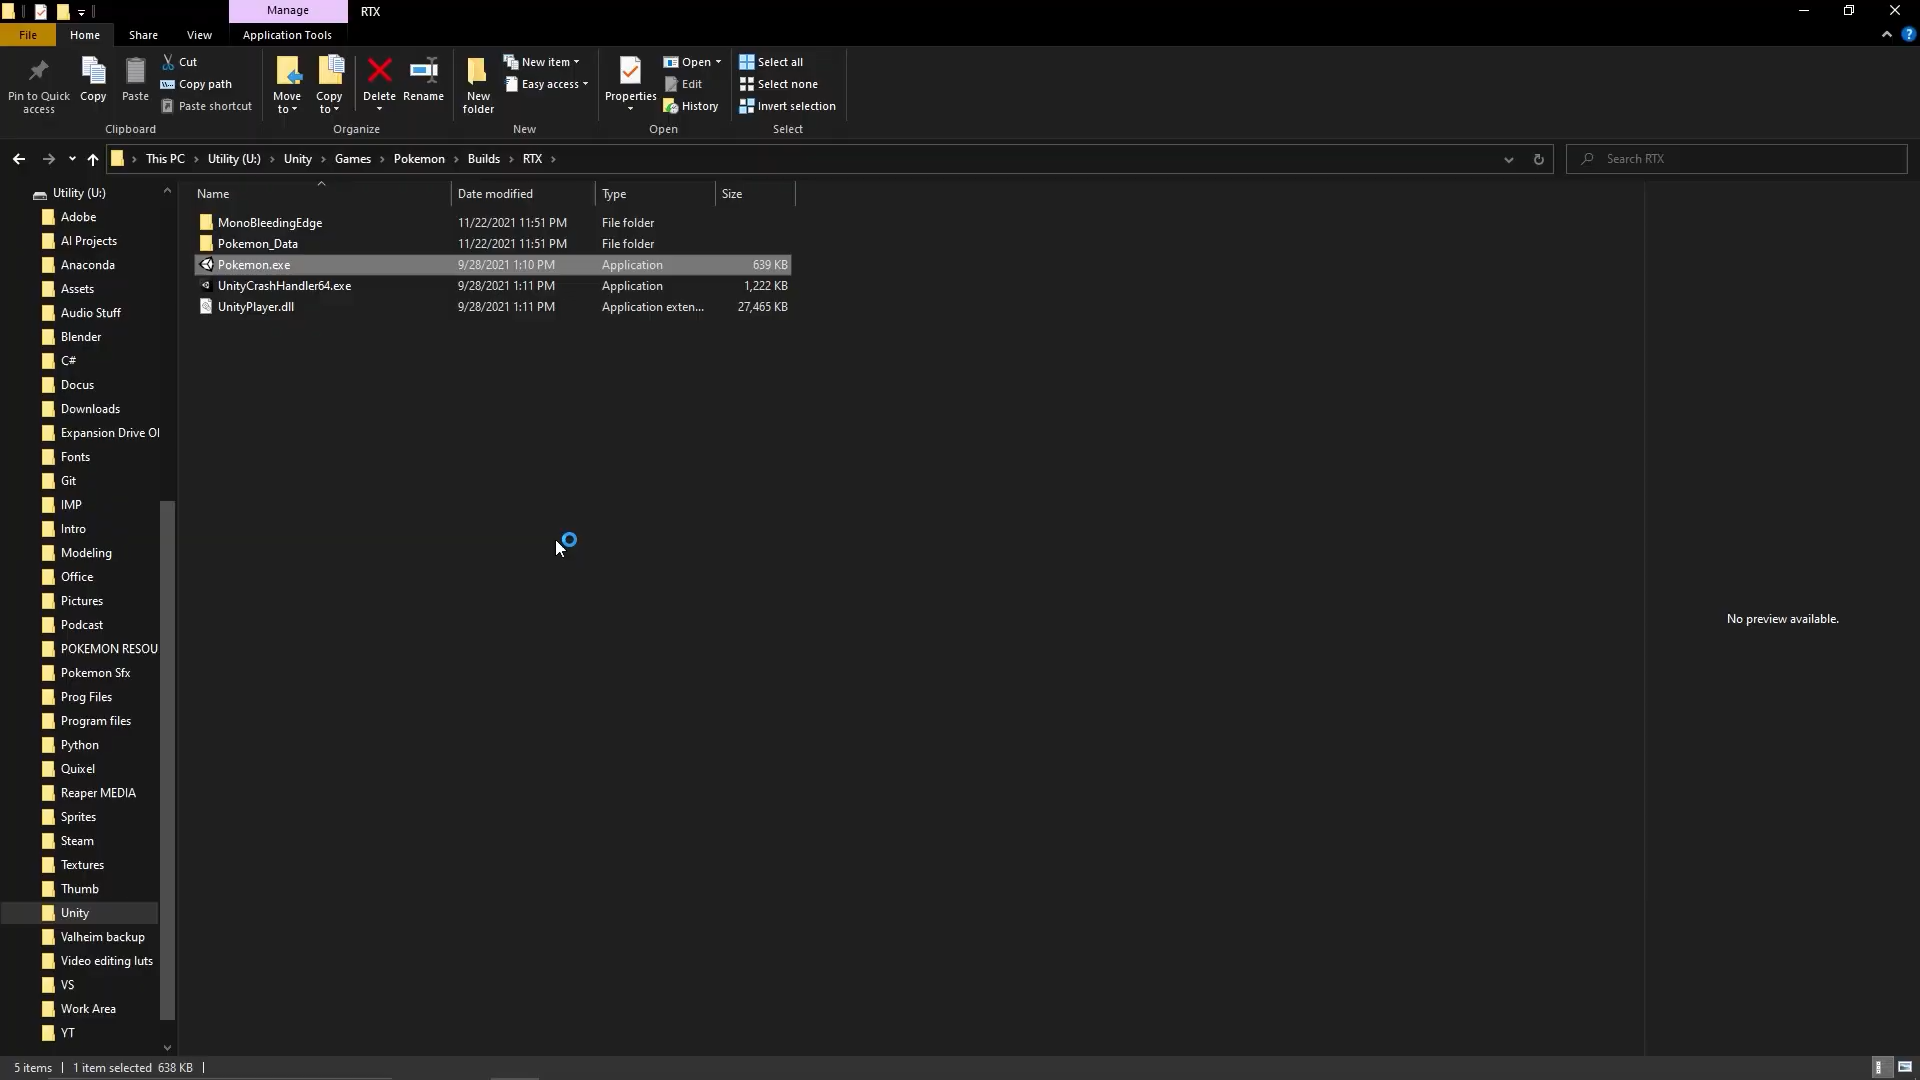 Manage
RTX
File
Home
Share
View
Application Tools
Pin to Quick access
Copy
Paste
Cut
Copy path
Paste shortcut
Move to
Copy to
Delete
Rename
New folder
New item
Easy access
Properties
Open
Edit
History
Select all
Select none
Invert selection
Clipboard
Organize
New
Open
Select
This PC
Utility (U:)
Unity
Games
Pokemon
Builds
RTX
Search RTX
Name
Date modified
Type
Size
MonoBleedingEdge 11/22/2021 11:51 PM File folder
Pokemon_Data 11/22/2021 11:51 PM File folder
Pokemon.exe 9/28/2021 1:10 PM Application 639 KB
UnityCrashHandler64.exe 9/28/2021 1:11 PM Application 1,222 KB
UnityPlayer.dll 9/28/2021 1:11 PM Application exten... 27,465 KB
Utility (U:)
Adobe
AI Projects
Anaconda
Assets
Audio Stuff
Blender
C#
Docus
Downloads
Expansion Drive Ol
Fonts
Git
IMP
Intro
Modeling
Office
Pictures
Podcast
POKEMON RESOU
Pokemon Sfx
Prog Files
Program files
Python
Quixel
Reaper MEDIA
Sprites
Steam
Textures
Thumb
Unity
Valheim backup
Video editing luts
VS
Work Area
YT
No preview available.
5 items
1 item selected 638 KB